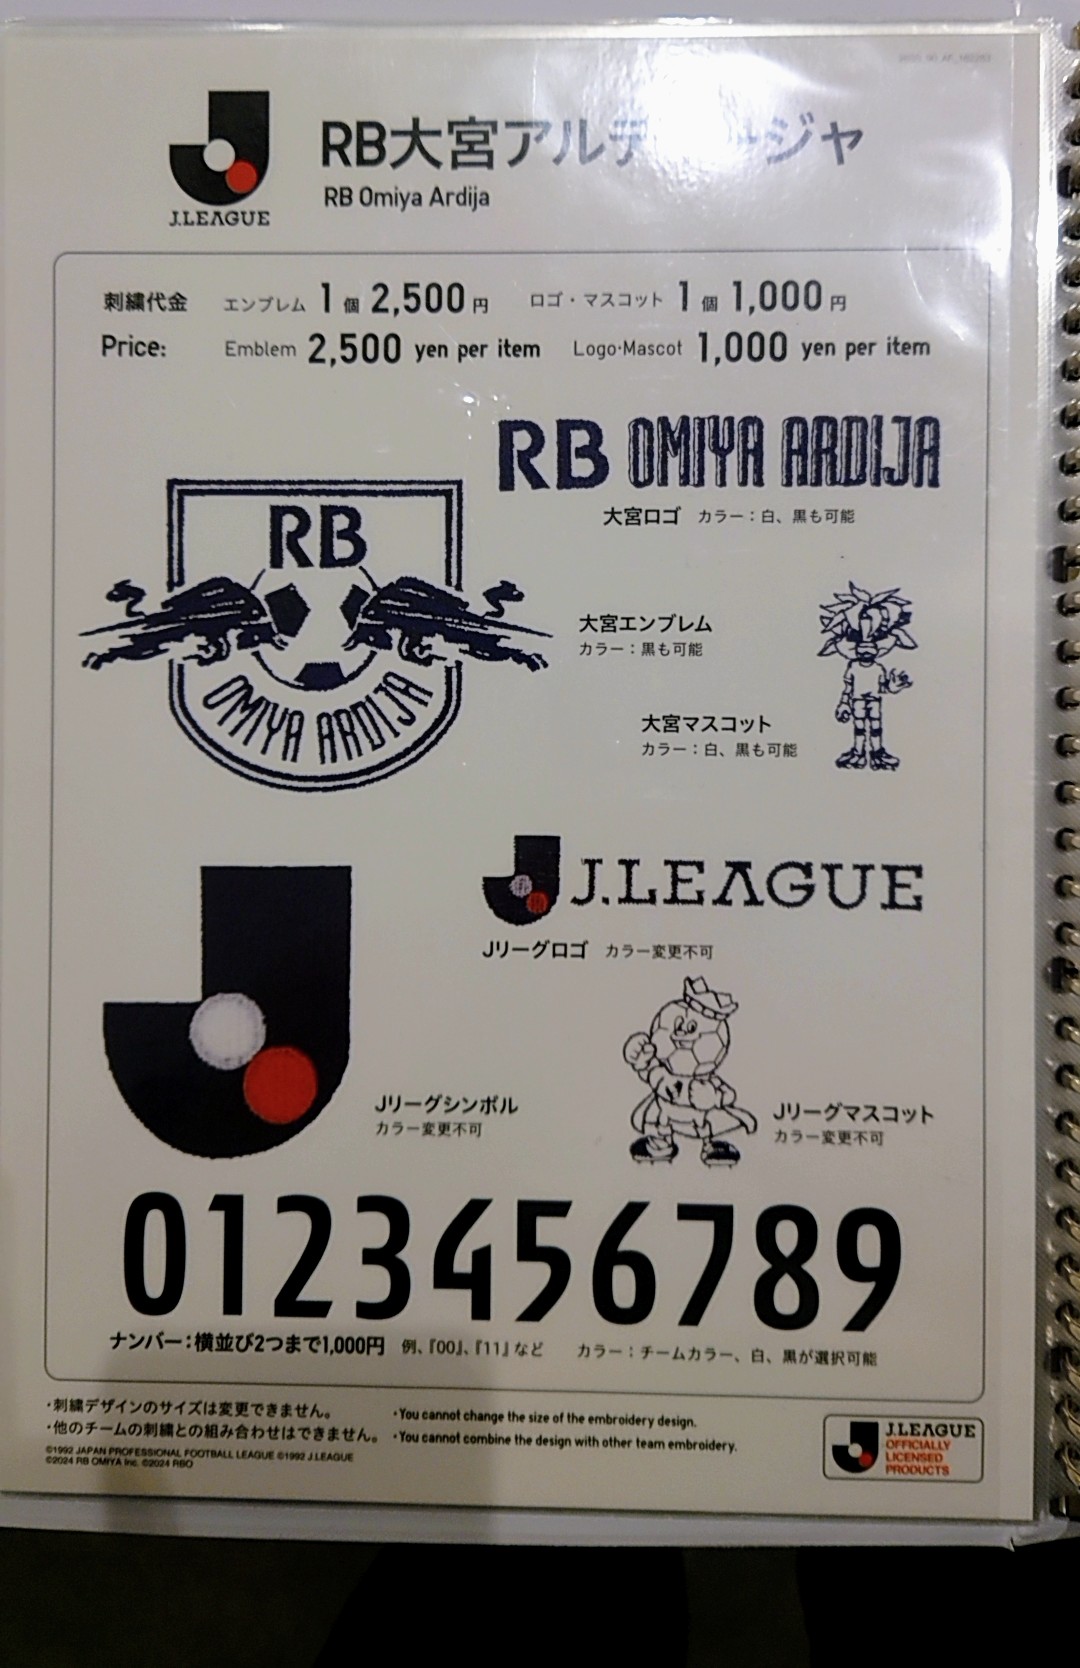 J.LEAGUE
RB大宮アルデ ージャ
RB Omiya Ardija
刺繍代金 エンブレム 1個 2,500円 ロゴ・マスコット 1個 1,000円
Price: Emblem 2,500 yen per item Logo·Mascot 1,000 yen per item
RB OMIYA ARDIJA
大宮ロゴ カラー：白、黒も可能
RB
OMIYA ARDIJA
大宮エンブレム
カラー：黒も可能
大宮マスコット
カラー：白、黒も可能
J.LEAGUE
Jリーグロゴ カラー変更不可
Jリーグシンボル
カラー変更不可
Jリーグマスコット
カラー変更不可
0123456789
ナンバー：横並び2つまで1,000円 例、『00』、『11』など カラー：チームカラー、白、黒が選択可能
・刺繍デザインのサイズは変更できません。
・他のチームの刺繍との組み合わせはできません。
・You cannot change the size of the embroidery design.
・You cannot combine the design with other team embroidery.
©1992 JAPAN PROFESSIONAL FOOTBALL LEAGUE ©1992 J.LEAGUE
©2024 RB OMIYA Inc. ©2024 RBO
J.LEAGUE
OFFICIALLY
LICENSED
PRODUCTS